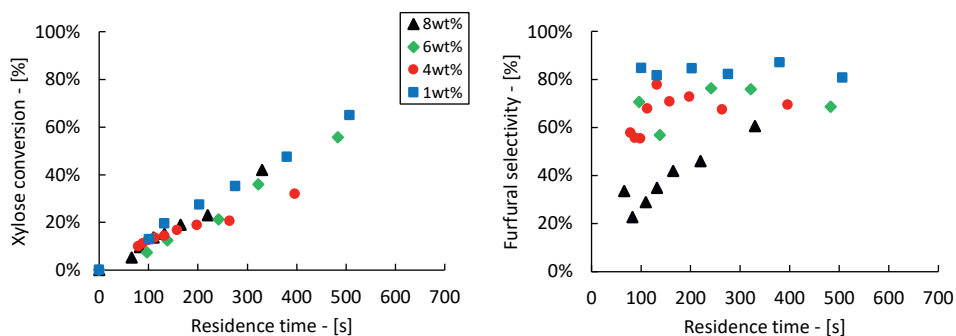 100%
80%
60%
40%
20%
0%
Xylose conversion - [%]
0 100 200 300 400 500 600 700
Residence time - [s]
8wt%
6wt%
4wt%
1wt%
100%
80%
60%
40%
20%
0%
Furfural selectivity - [%]
0 100 200 300 400 500 600 700
Residence time - [s]